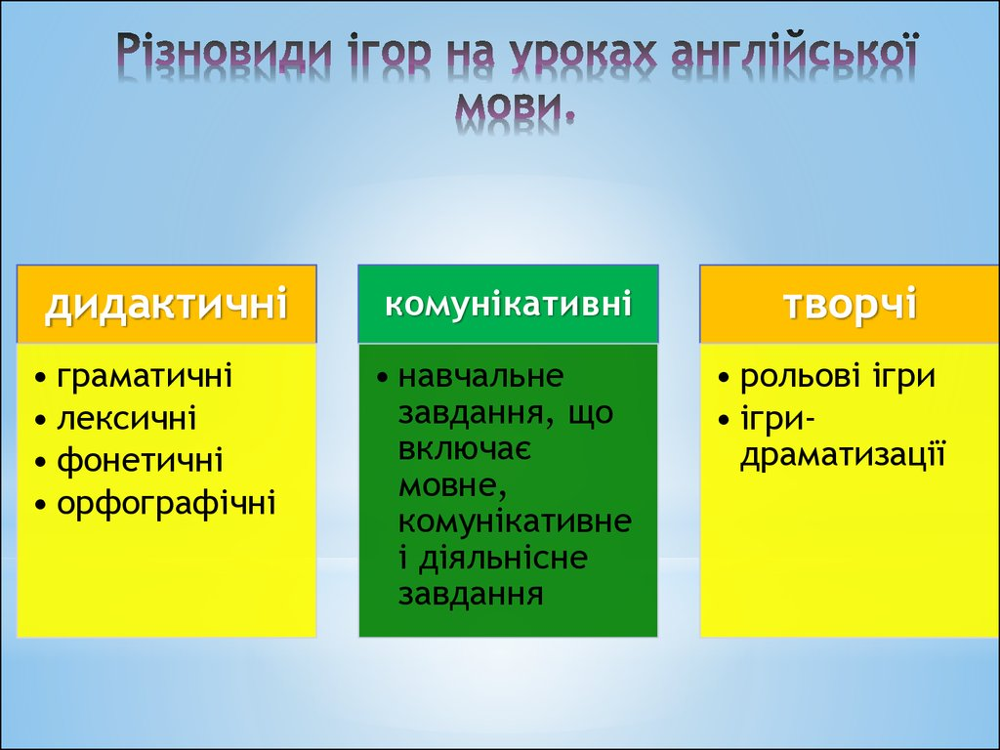 Різновиди ігор на уроках англійської
мови.
дидактичні
• граматичні
• лексичні
• фонетичні
• орфографічні
комунікативні
• навчальне
завдання, що
включає
мовне,
комунікативне
і діяльнісне
завдання
творчі
• рольові ігри
• ігри-
драматизації